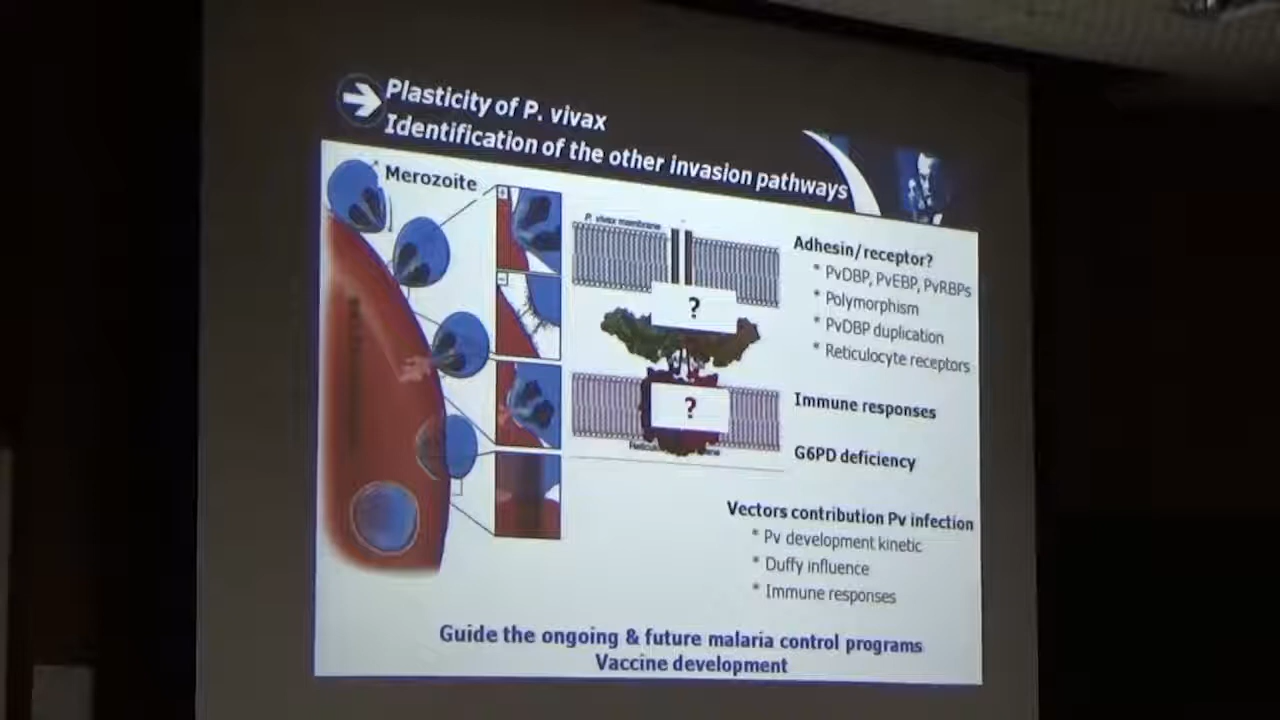 Plasticity of P. vivax
Identification of the other invasion pathways
Merozoite
P. vivax membrane
?
?
Adhesin/receptor?
* PvDBP, PvEBP, PvRBPs
* Polymorphism
* PvDBP duplication
* Reticulocyte receptors
Immune responses
G6PD deficiency
Vectors contribution Pv infection
* Pv development kinetic
* Duffy influence
* Immune responses
Guide the ongoing & future malaria control programs
Vaccine development